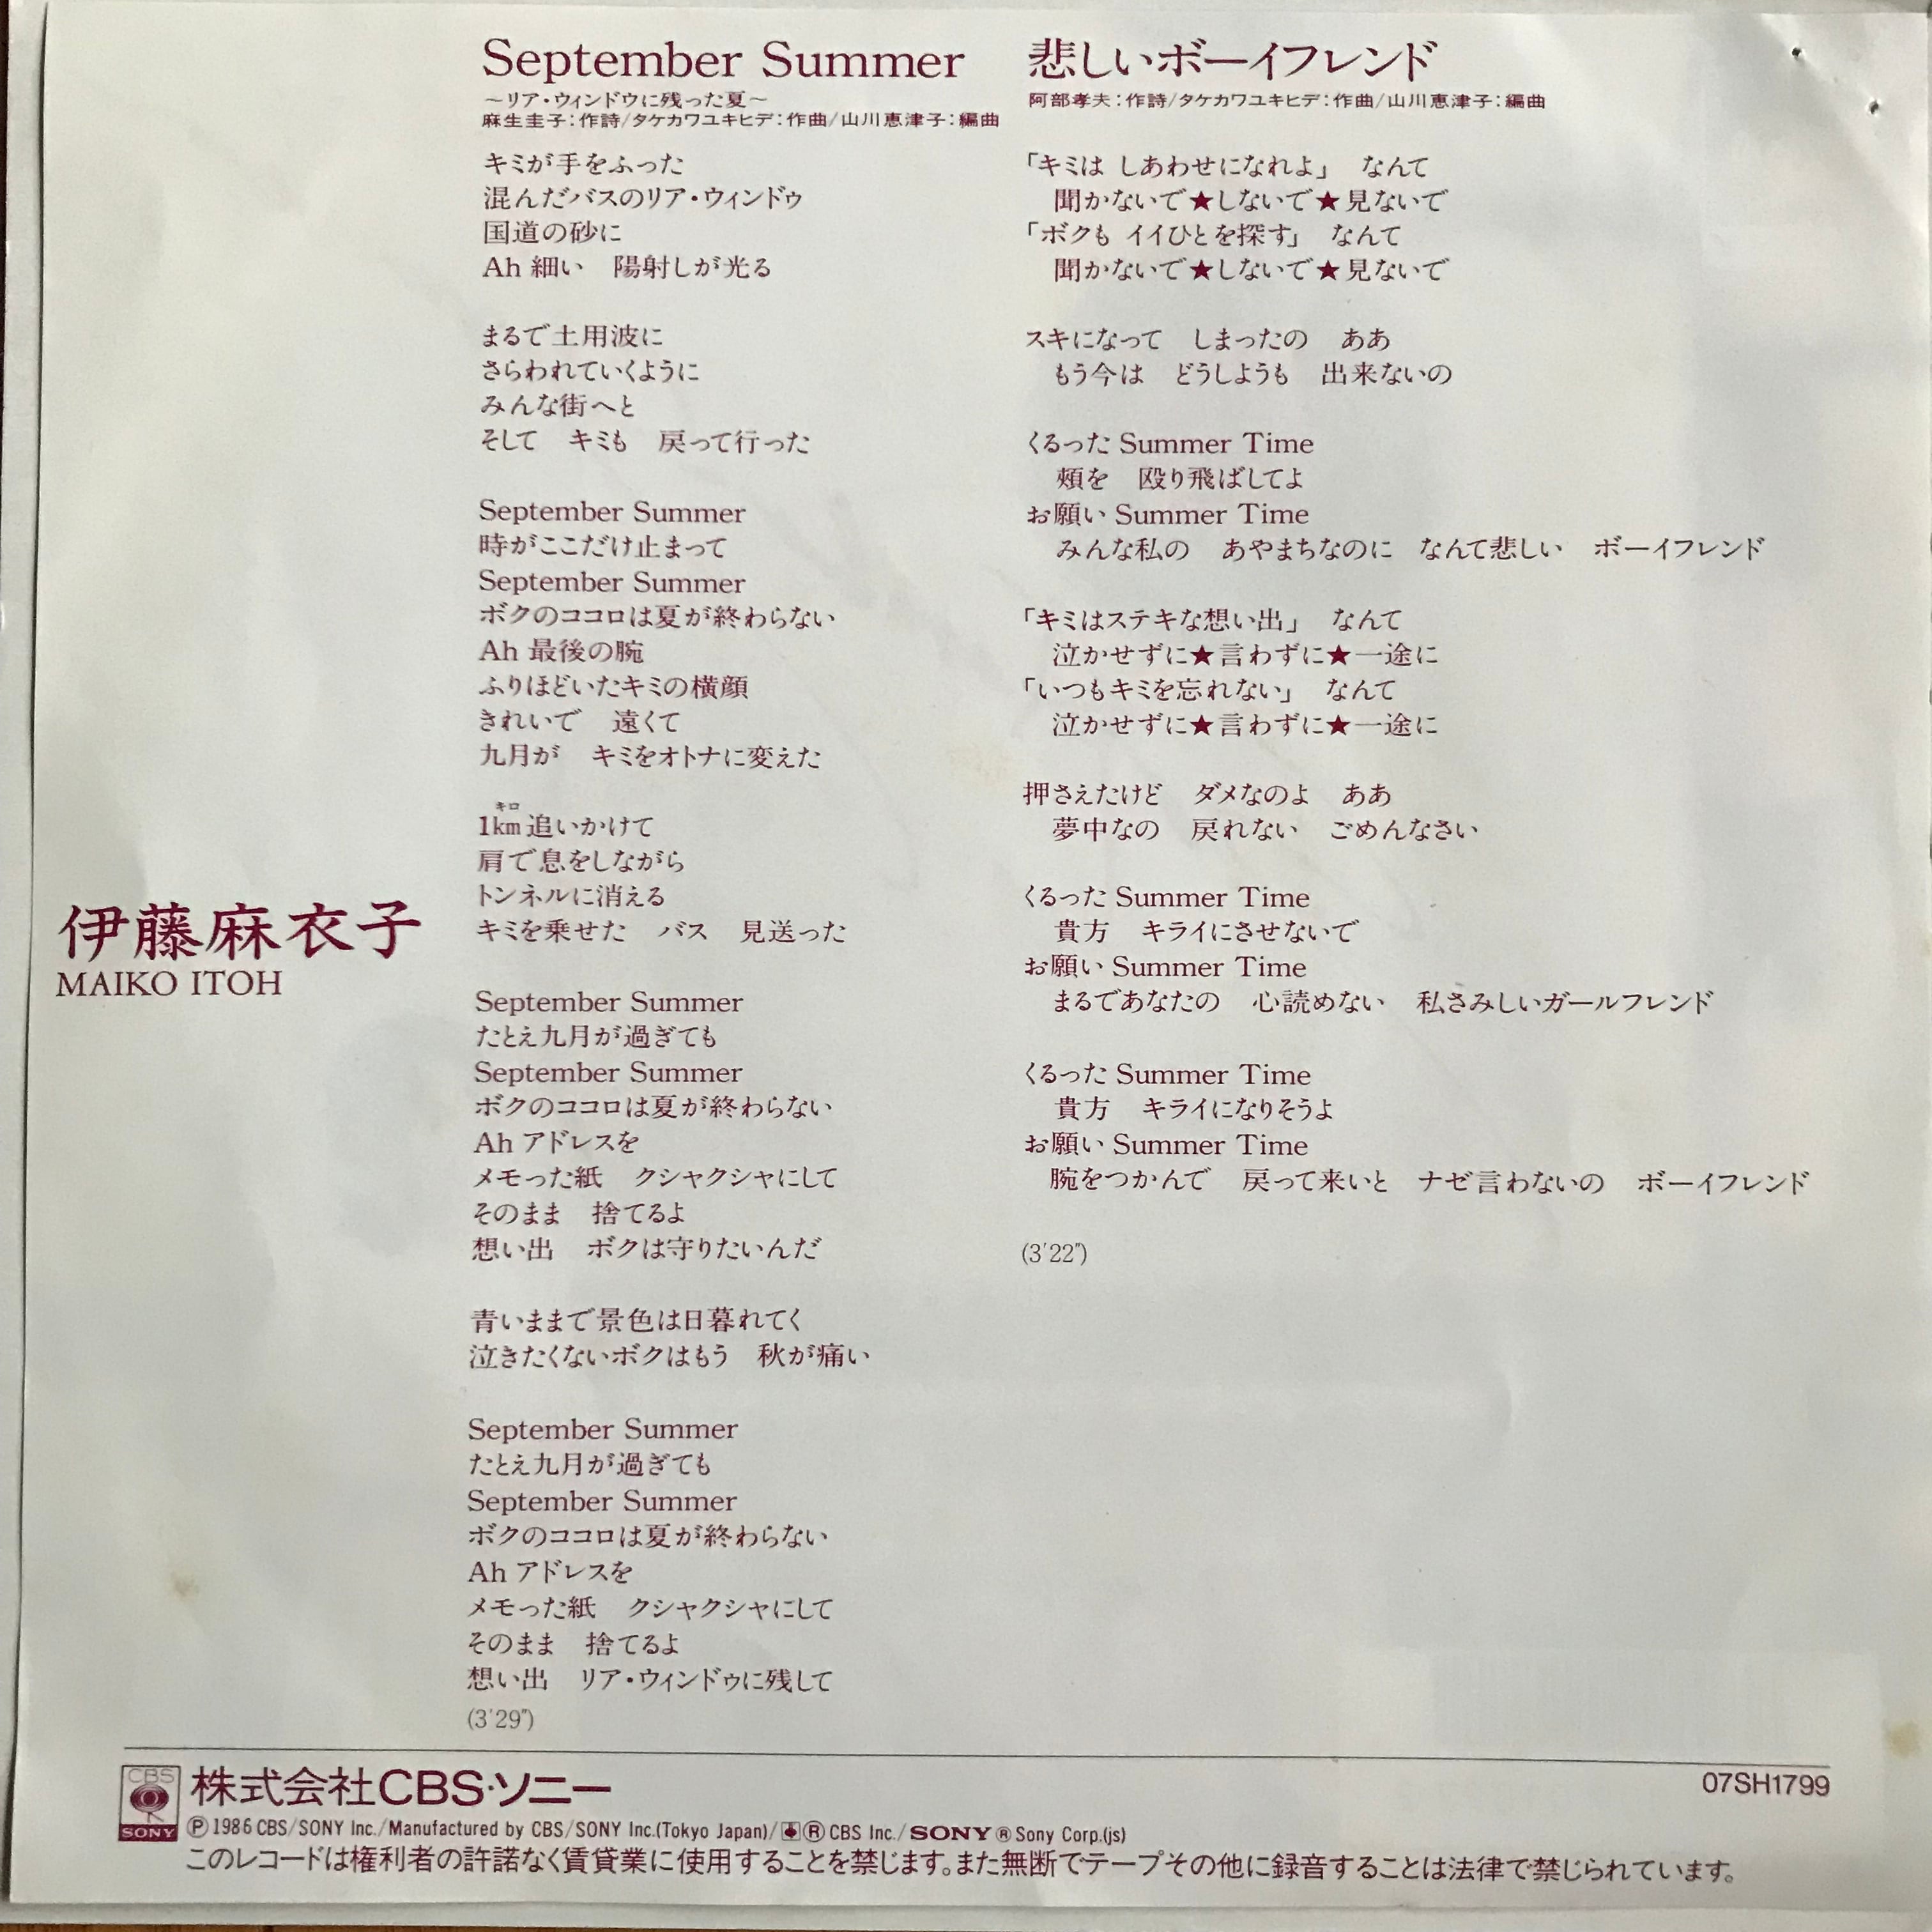 September Summer
〜リア・ウィンドウに残った夏〜
麻生圭子:作詩/タケカワユキヒデ:作曲/山川恵津子:編曲
キミが手をふった
混んだバスのリア・ウィンドゥ
国道の砂に
Ah 細い　陽射しが光る
まるで土用波に
さらわれていくように
みんな街へと
そして　キミも　戻って行った
September Summer
時がここだけ止まって
September Summer
ボクのココロは夏が終わらない
Ah 最後の腕
ふりほどいたキミの横顔
きれいで　遠くて
九月が　キミをオトナに変えた
キロ
1km追いかけて
肩で息をしながら
トンネルに消える
キミを乗せた　バス　見送った
September Summer
たとえ九月が過ぎても
September Summer
ボクのココロは夏が終わらない
Ah アドレスを
メモった紙　クシャクシャにして
そのまま　捨てるよ
想い出　ボクは守りたいんだ
青いままで景色は日暮れてく
泣きたくないボクはもう　秋が痛い
September Summer
たとえ九月が過ぎても
September Summer
ボクのココロは夏が終わらない
Ah アドレスを
メモった紙　クシャクシャにして
そのまま　捨てるよ
想い出　リア・ウィンドゥに残して
(3′29″)
悲しいボーイフレンド
阿部孝夫:作詩/タケカワユキヒデ:作曲/山川恵津子:編曲
「キミは しあわせになれよ」　なんて
聞かないで★しないで★見ないで
「ボクも イイひとを探す」　なんて
聞かないで★しないで★見ないで
スキになって　しまったの　ああ
もう今は　どうしようも　出来ないの
くるった Summer Time
頬を　殴り飛ばしてよ
お願い Summer Time
みんな私の　あやまちなのに　なんて悲しい　ボーイフレンド
「キミはステキな想い出」　なんて
泣かせずに★言わずに★一途に
「いつもキミを忘れない」　なんて
泣かせずに★言わずに★一途に
押さえたけど　ダメなのよ　ああ
夢中なの　戻れない　ごめんなさい
くるった Summer Time
貴方　キライにさせないで
お願い Summer Time
まるであなたの　心読めない　私さみしいガールフレンド
くるった Summer Time
貴方　キライになりそうよ
お願い Summer Time
腕をつかんで　戻って来いと　ナゼ言わないの　ボーイフレンド
(3′22″)
伊藤麻衣子
MAIKO ITOH
CBS
SONY
株式会社CBS・ソニー
07SH1799
Ⓟ1986 CBS/SONY Inc./Manufactured by CBS/SONY Inc.(Tokyo Japan)/Ⓡ CBS Inc./SONY® Sony Corp.(js)
このレコードは権利者の許諾なく賃貸業に使用することを禁じます。また無断でテープその他に録音することは法律で禁じられています。